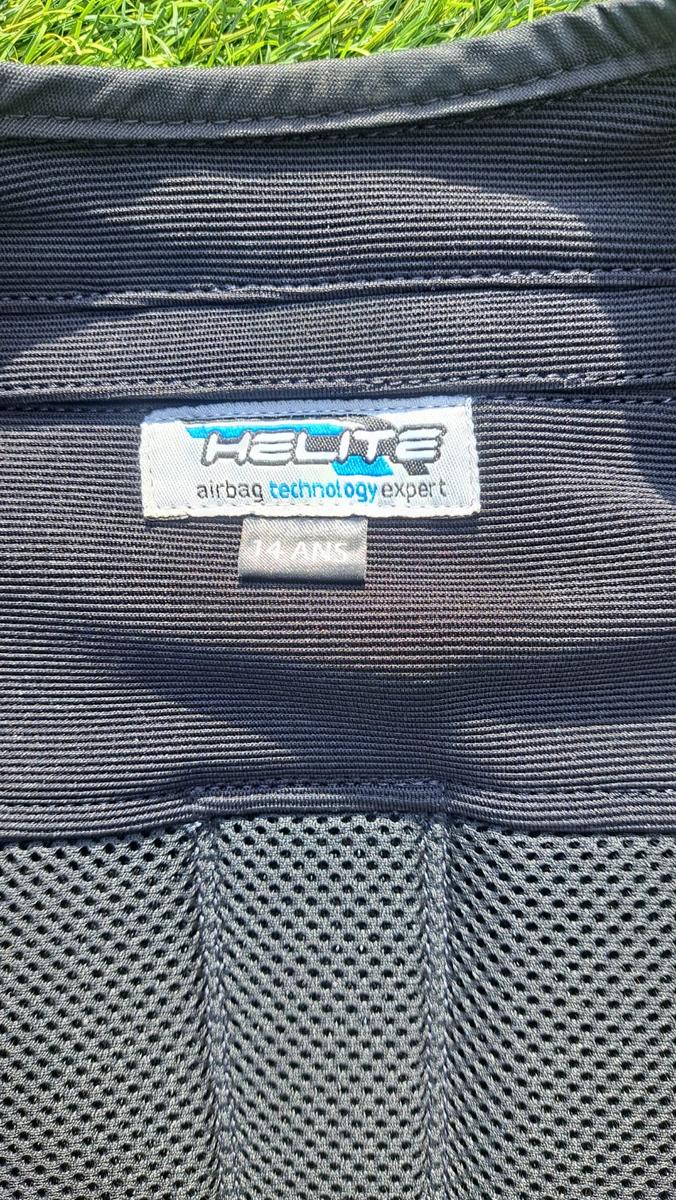 HELITE
airbag technology expert
14 ANS